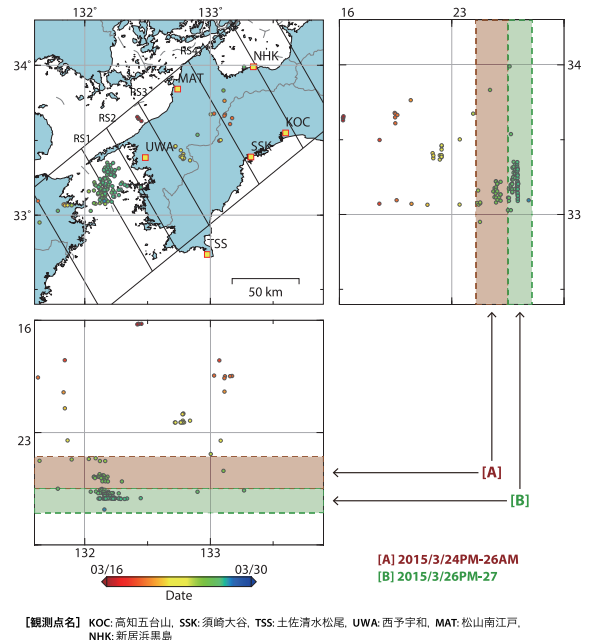 132˚
133˚
16
23
34˚
34˚
33˚
33˚
RS4
NHK
MAT
RS3
RS2
KOC
RS1
UWA
SSK
TSS
50 km
16
23
132
133
[A]
[B]
03/16
03/30
Date
[A] 2015/3/24PM-26AM
[B] 2015/3/26PM-27
[観測点名] KOC: 高知五台山, SSK: 須崎大谷, TSS: 土佐清水松尾, UWA: 西予宇和, MAT: 松山南江戸,
NHK: 新居浜黒島